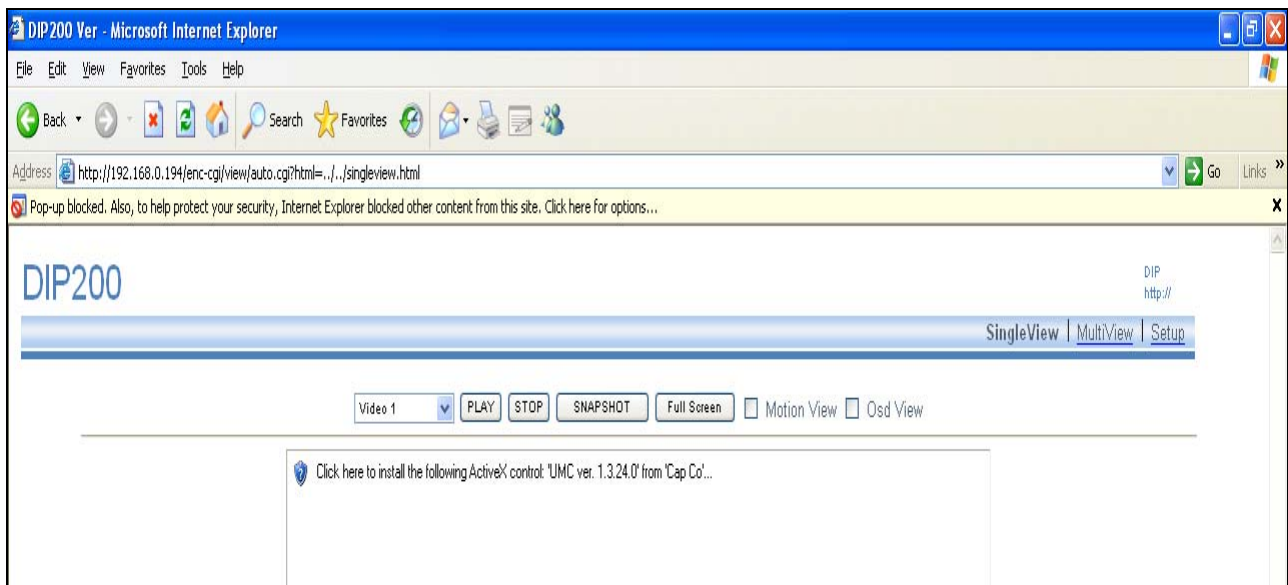 DIP200 Ver - Microsoft Internet Explorer
File Edit View Favorites Tools Help
Back Search Favorites
Address http://192.168.0.194/enc-cgi/view/auto.cgi?html=../../singleview.html Go Links »
Pop-up blocked. Also, to help protect your security, Internet Explorer blocked other content from this site. Click here for options... x
DIP200
DIP
http://
SingleView | MultiView | Setup
Video 1 PLAY STOP SNAPSHOT Full Screen Motion View Osd View
Click here to install the following ActiveX control: 'UMC ver. 1.3.24.0' from 'Cap Co'...